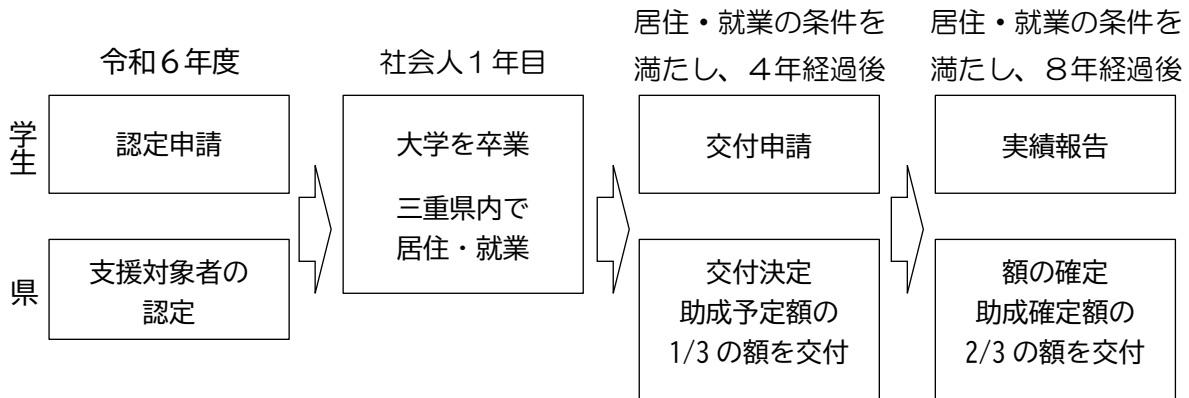 令和６年度
社会人１年目
居住・就業の条件を
満たし、４年経過後
居住・就業の条件を
満たし、８年経過後
学生
認定申請
大学を卒業
三重県内で
居住・就業
交付申請
実績報告
県
支援対象者の
認定
交付決定
助成予定額の
1/3 の額を交付
額の確定
助成確定額の
2/3 の額を交付